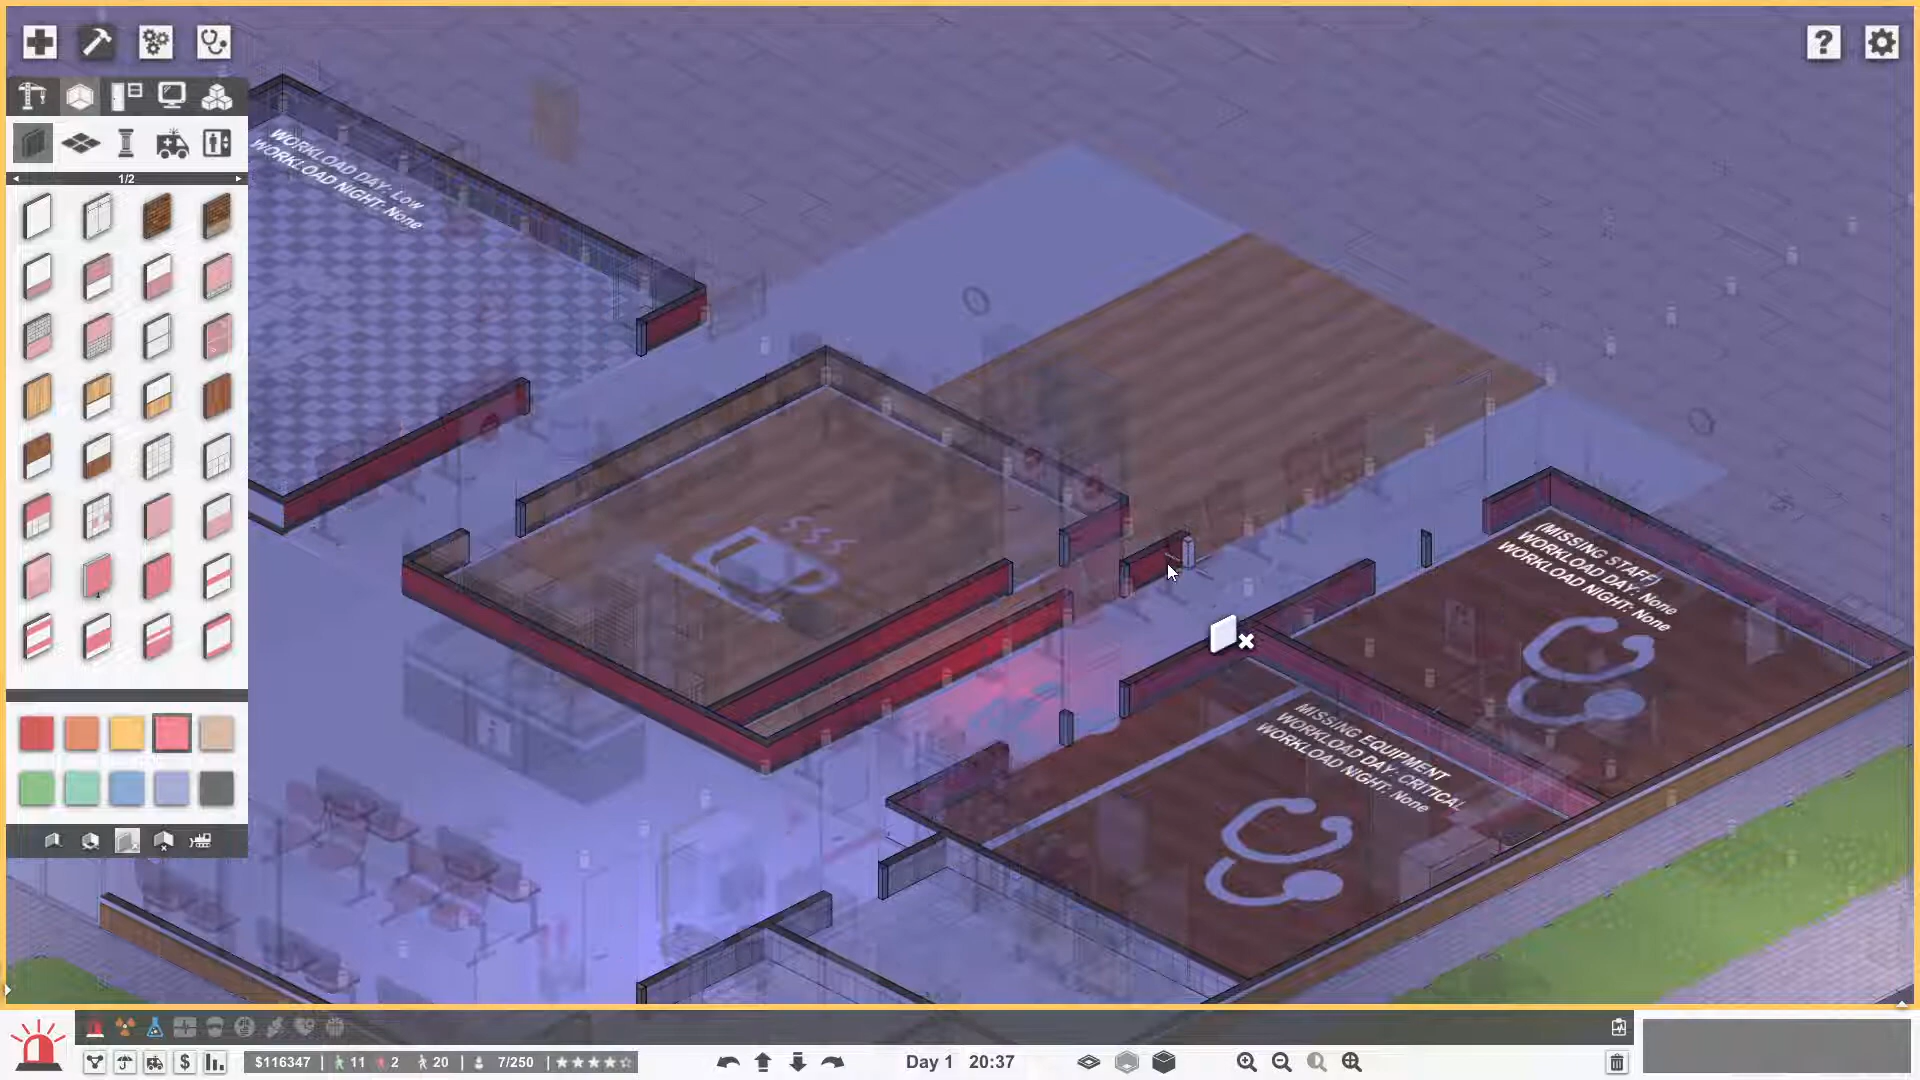 ?
1/2
WORKLOAD DAY: Low
WORKLOAD NIGHT: None
(MISSING STAFF)
WORKLOAD DAY: None
WORKLOAD NIGHT: None
MISSING EQUIPMENT
WORKLOAD DAY: CRITICAL
WORKLOAD NIGHT: None
$
$116347 | 11 2 20 | 7/250 |
Day 1 20:37